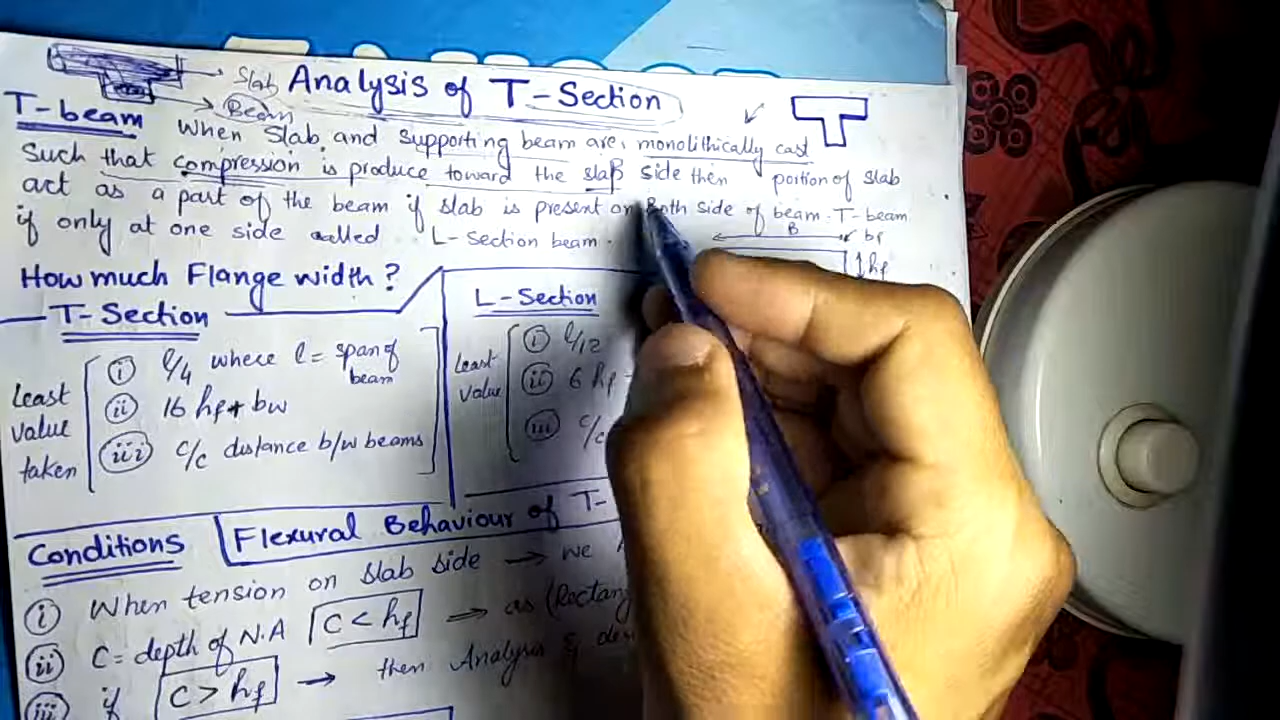 Slab
Analysis of T-Section
Beam
T-beam When Slab and supporting beam are monolithically cast
Such that compression is produce toward the slab side then portion of slab
act as a part of the beam if slab is present on Both side of beam. T-beam
if only at one side called L-section beam.
B
bf
hf
How much Flange width?
T-Section
Least value taken
(i) l/4 where l = span of beam
(ii) 16 hf + bw
(iii) c/c distance b/w beams
L-Section
Least value
(i) l/12
(ii) 6 hf
(iii) c/c
Conditions Flexural Behaviour of T-
(i) When tension on slab side → we
(ii) C = depth of N.A C < hf ⟹ as (Rectang
(iii) if C > hf → then Analysis &